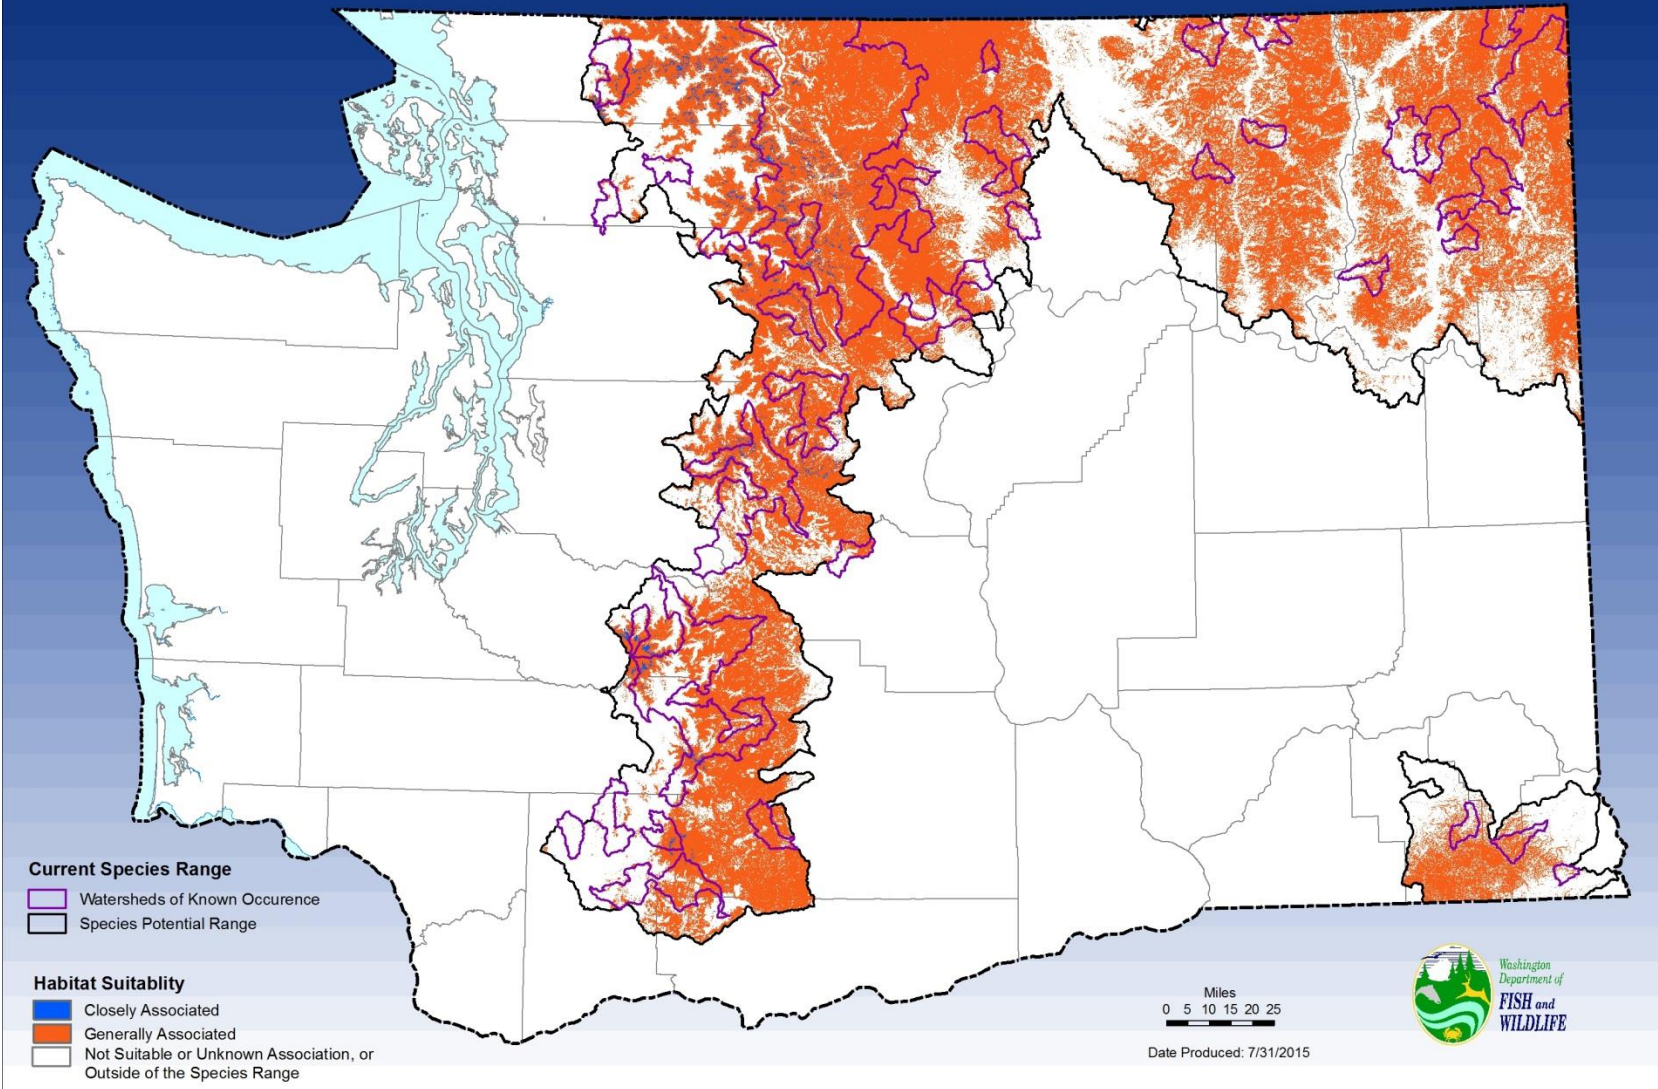 Current Species Range
Watersheds of Known Occurence
Species Potential Range
Habitat Suitablity
Closely Associated
Generally Associated
Not Suitable or Unknown Association, or
Outside of the Species Range
Miles
0 5 10 15 20 25
Date Produced: 7/31/2015
Washington
Department of
FISH and
WILDLIFE